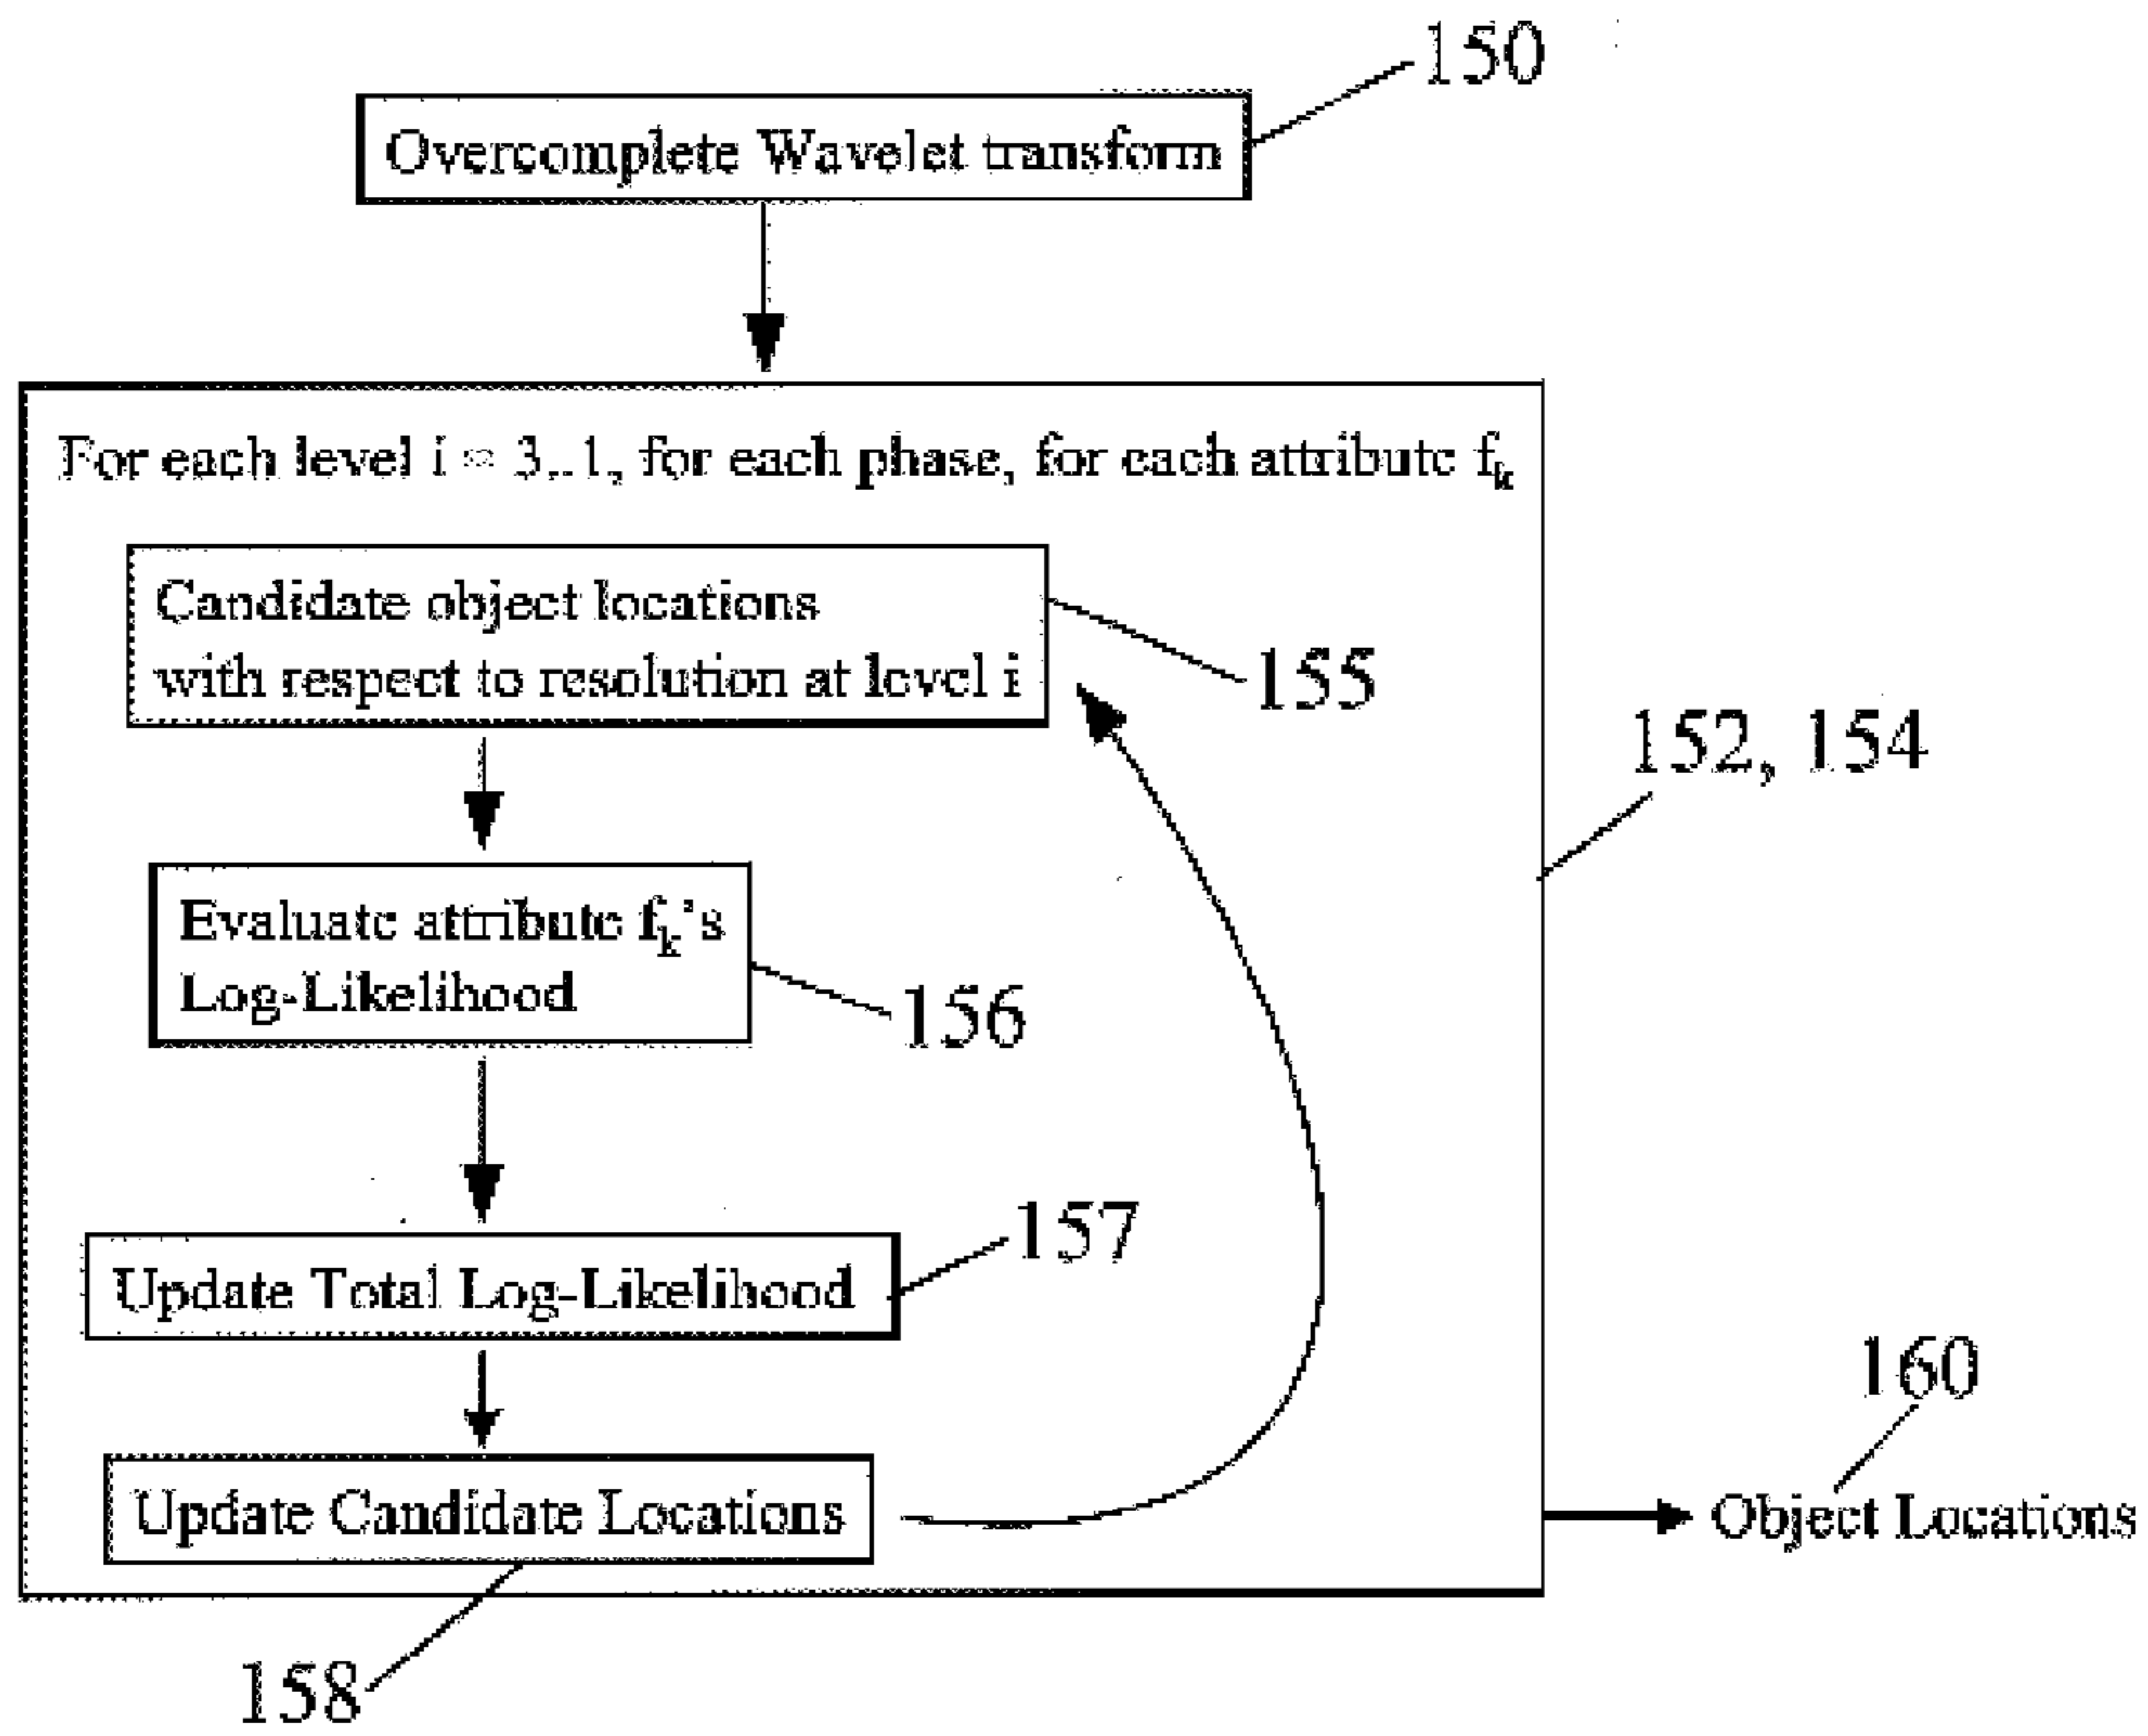 150
Overcomplete Wavelet transform
For each level i = 3..1, for each phase, for each attribute fk
Candidate object locations
with respect to resolution at level i
155
152, 154
Evaluate attribute fk's
Log-Likelihood
156
157
Update Total Log-Likelihood
160
Update Candidate Locations
Object Locations
158